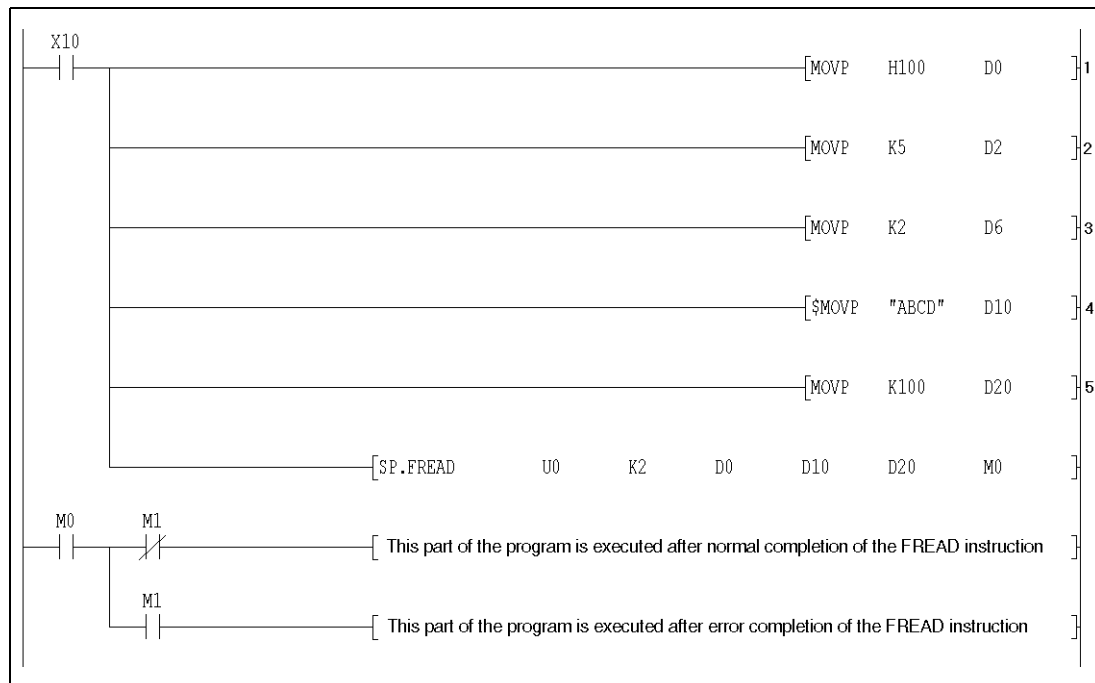 X10
MOVP H100 D0 1
MOVP K5 D2 2
MOVP K2 D6 3
$MOVP "ABCD" D10 4
MOVP K100 D20 5
SP.FREAD U0 K2 D0 D10 D20 M0
M0 M1
This part of the program is executed after normal completion of the FREAD instruction
M1
This part of the program is executed after error completion of the FREAD instruction